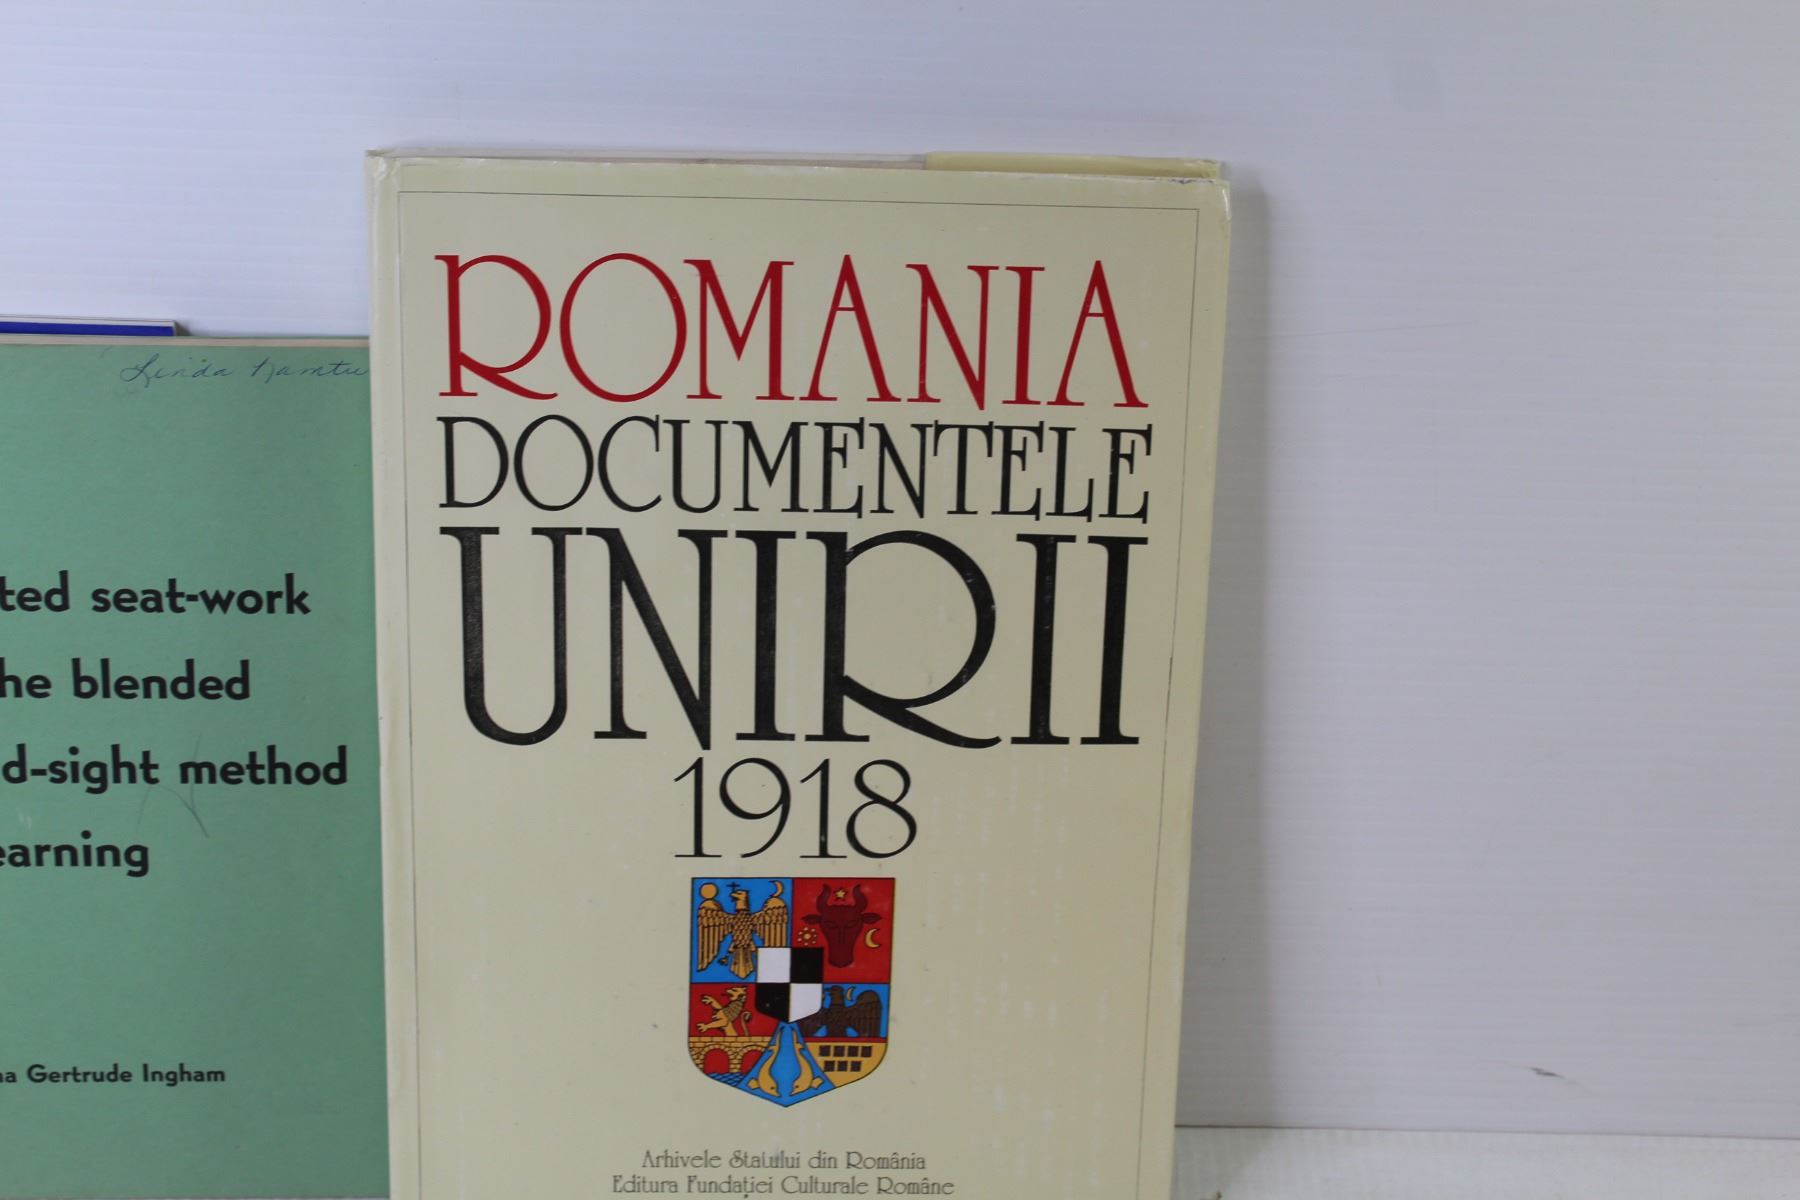 Linda
ted seat-work
he blended
d-sight method
earning
na Gertrude Ingham
ROMANIA
DOCUMENTELE
UNIRII
1918
Arhivele Statului din România
Editura Fundației Culturale Române